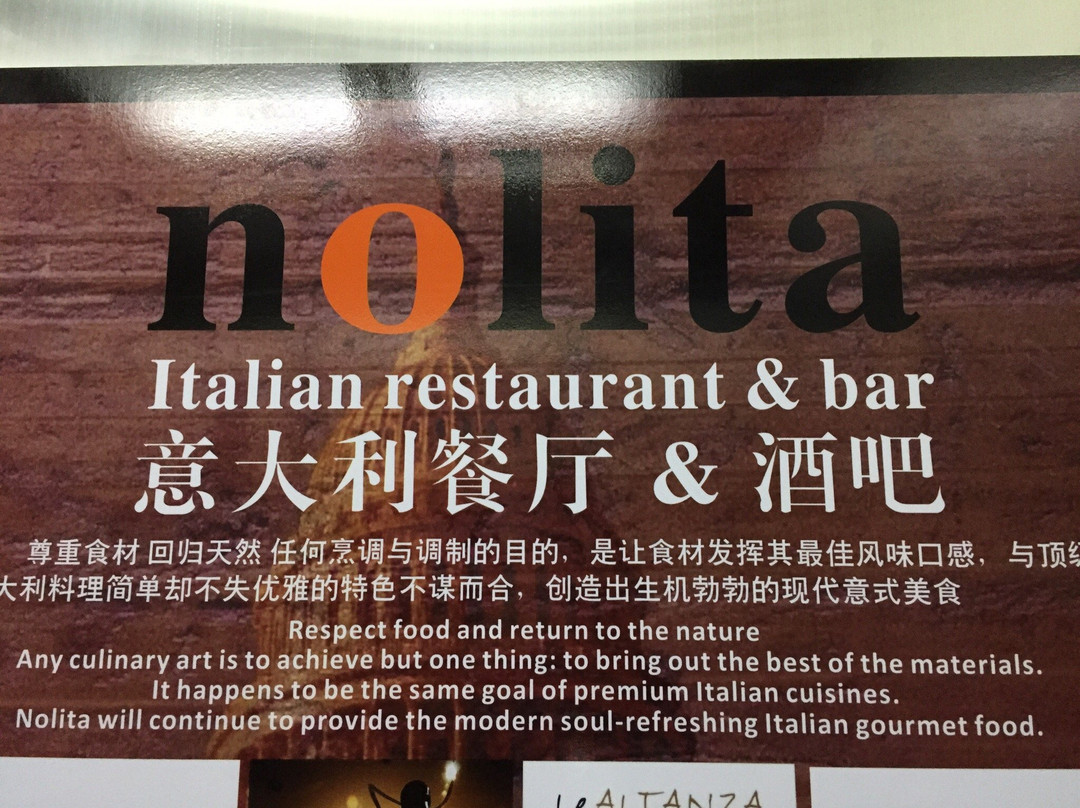 nolita
Italian restaurant & bar
意大利餐厅 & 酒吧
尊重食材 回归天然 任何烹调与调制的目的，是让食材发挥其最佳风味口感，与顶
大利料理简单却不失优雅的特色不谋而合，创造出生机勃勃的现代意式美食
Respect food and return to the nature
Any culinary art is to achieve but one thing: to bring out the best of the materials.
It happens to be the same goal of premium Italian cuisines.
Nolita will continue to provide the modern soul-refreshing Italian gourmet food.
ALTANZA